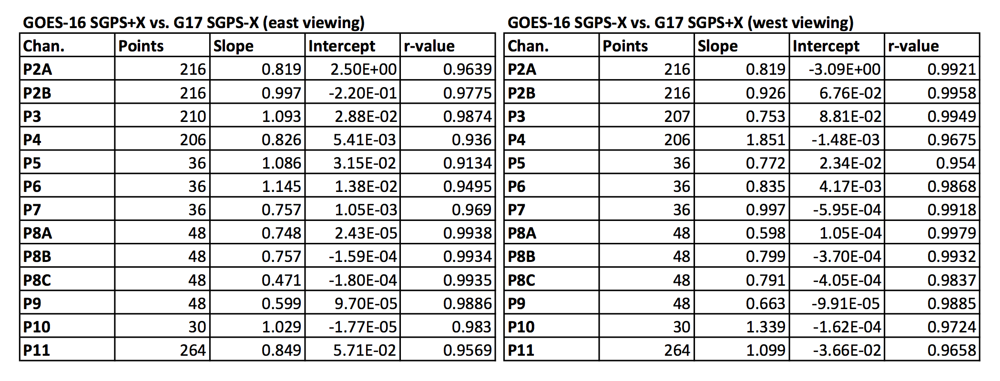 GOES-16 SGPS+X vs. G17 SGPS-X (east viewing)
Chan. Points Slope Intercept r-value
P2A 216 0.819 2.50E+00 0.9639
P2B 216 0.997 -2.20E-01 0.9775
P3 210 1.093 2.88E-02 0.9874
P4 206 0.826 5.41E-03 0.936
P5 36 1.086 3.15E-02 0.9134
P6 36 1.145 1.38E-02 0.9495
P7 36 0.757 1.05E-03 0.969
P8A 48 0.748 2.43E-05 0.9938
P8B 48 0.757 -1.59E-04 0.9934
P8C 48 0.471 -1.80E-04 0.9935
P9 48 0.599 9.70E-05 0.9886
P10 30 1.029 -1.77E-05 0.983
P11 264 0.849 5.71E-02 0.9569
GOES-16 SGPS-X vs. G17 SGPS+X (west viewing)
Chan. Points Slope Intercept r-value
P2A 216 0.819 -3.09E+00 0.9921
P2B 216 0.926 6.76E-02 0.9958
P3 207 0.753 8.81E-02 0.9949
P4 206 1.851 -1.48E-03 0.9675
P5 36 0.772 2.34E-02 0.954
P6 36 0.835 4.17E-03 0.9868
P7 36 0.997 -5.95E-04 0.9918
P8A 48 0.598 1.05E-04 0.9979
P8B 48 0.799 -3.70E-04 0.9932
P8C 48 0.791 -4.05E-04 0.9837
P9 48 0.663 -9.91E-05 0.9885
P10 30 1.339 -1.62E-04 0.9724
P11 264 1.099 -3.66E-02 0.9658